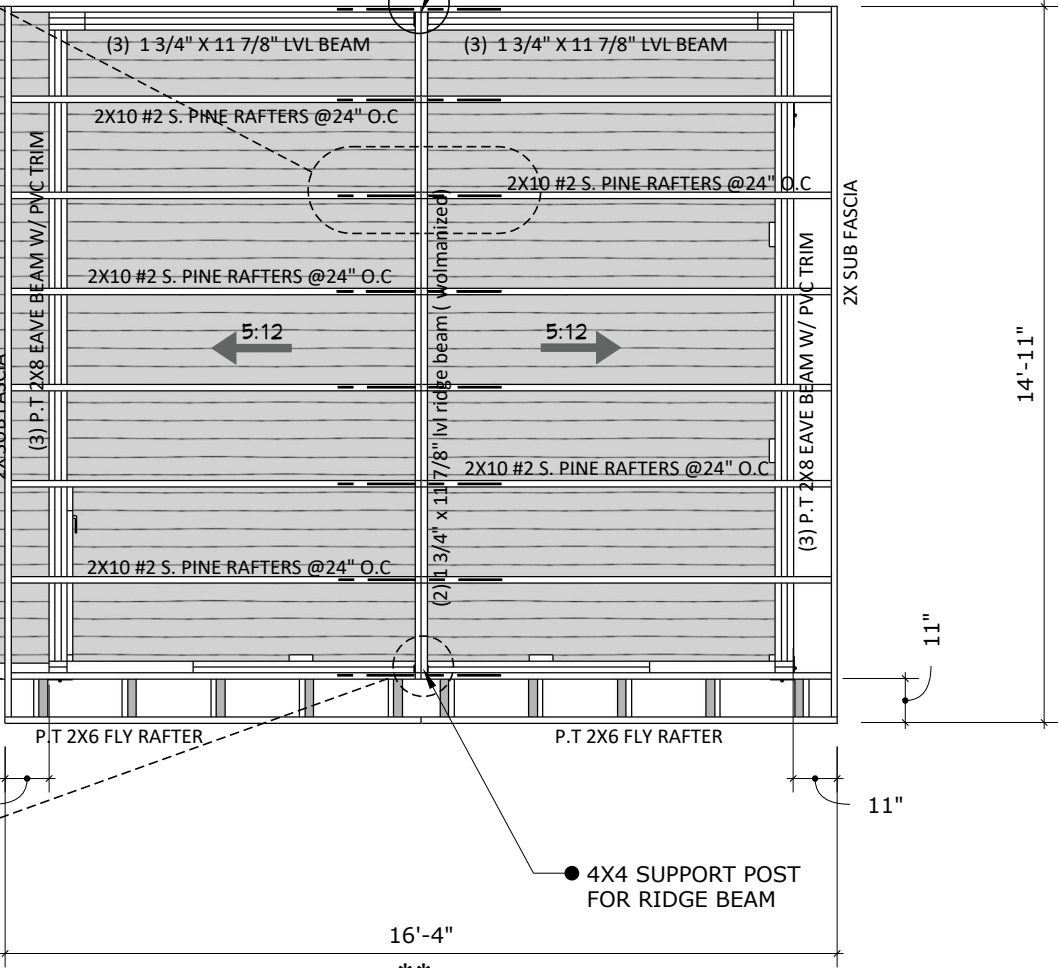 (3) 1 3/4" X 11 7/8" LVL BEAM
(3) 1 3/4" X 11 7/8" LVL BEAM
2X10 #2 S. PINE RAFTERS @24" O.C
2X10 #2 S. PINE RAFTERS @24" O.C
(3) P.T 2X8 EAVE BEAM W/ PVC TRIM
2X SUB FASCIA
2X10 #2 S. PINE RAFTERS @24" O.C
(2) 1 3/4" x 11 7/8" lvl ridge beam ( wolmanized)
(3) P.T 2X8 EAVE BEAM W/ PVC TRIM
2X SUB FASCIA
5:12
5:12
14'-11"
2X10 #2 S. PINE RAFTERS @24" O.C
2X10 #2 S. PINE RAFTERS @24" O.C
11"
P.T 2X6 FLY RAFTER
P.T 2X6 FLY RAFTER
11"
4X4 SUPPORT POST
FOR RIDGE BEAM
16'-4"
**